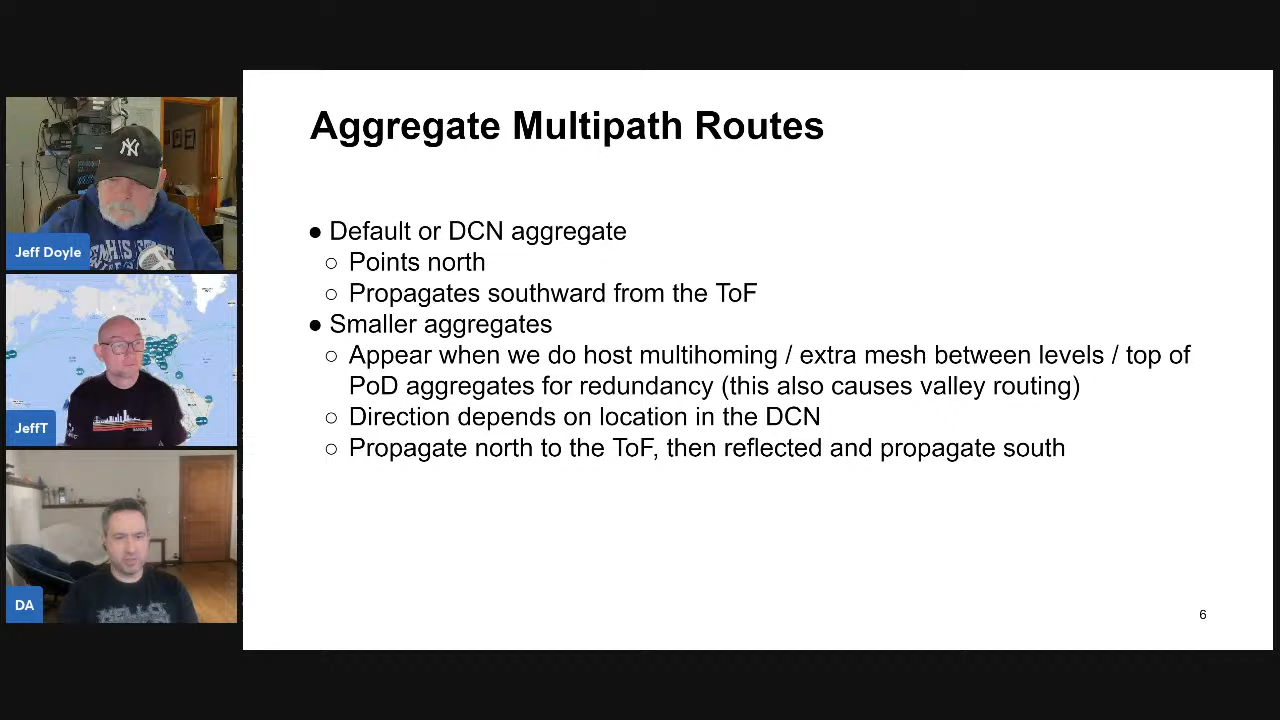 Aggregate Multipath Routes
● Default or DCN aggregate
○ Points north
○ Propagates southward from the ToF
● Smaller aggregates
○ Appear when we do host multihoming / extra mesh between levels / top of
PoD aggregates for redundancy (this also causes valley routing)
○ Direction depends on location in the DCN
○ Propagate north to the ToF, then reflected and propagate south
6
NY
Jeff Doyle
JeffT
HELLO
DA